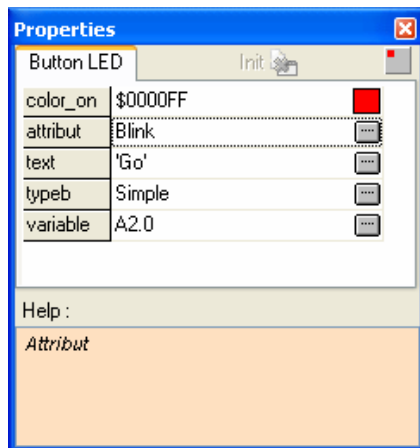 Properties
Button LED Init
color_on $0000FF
attribut Blink
text 'Go'
typeb Simple
variable A2.0
Help :
Attribut